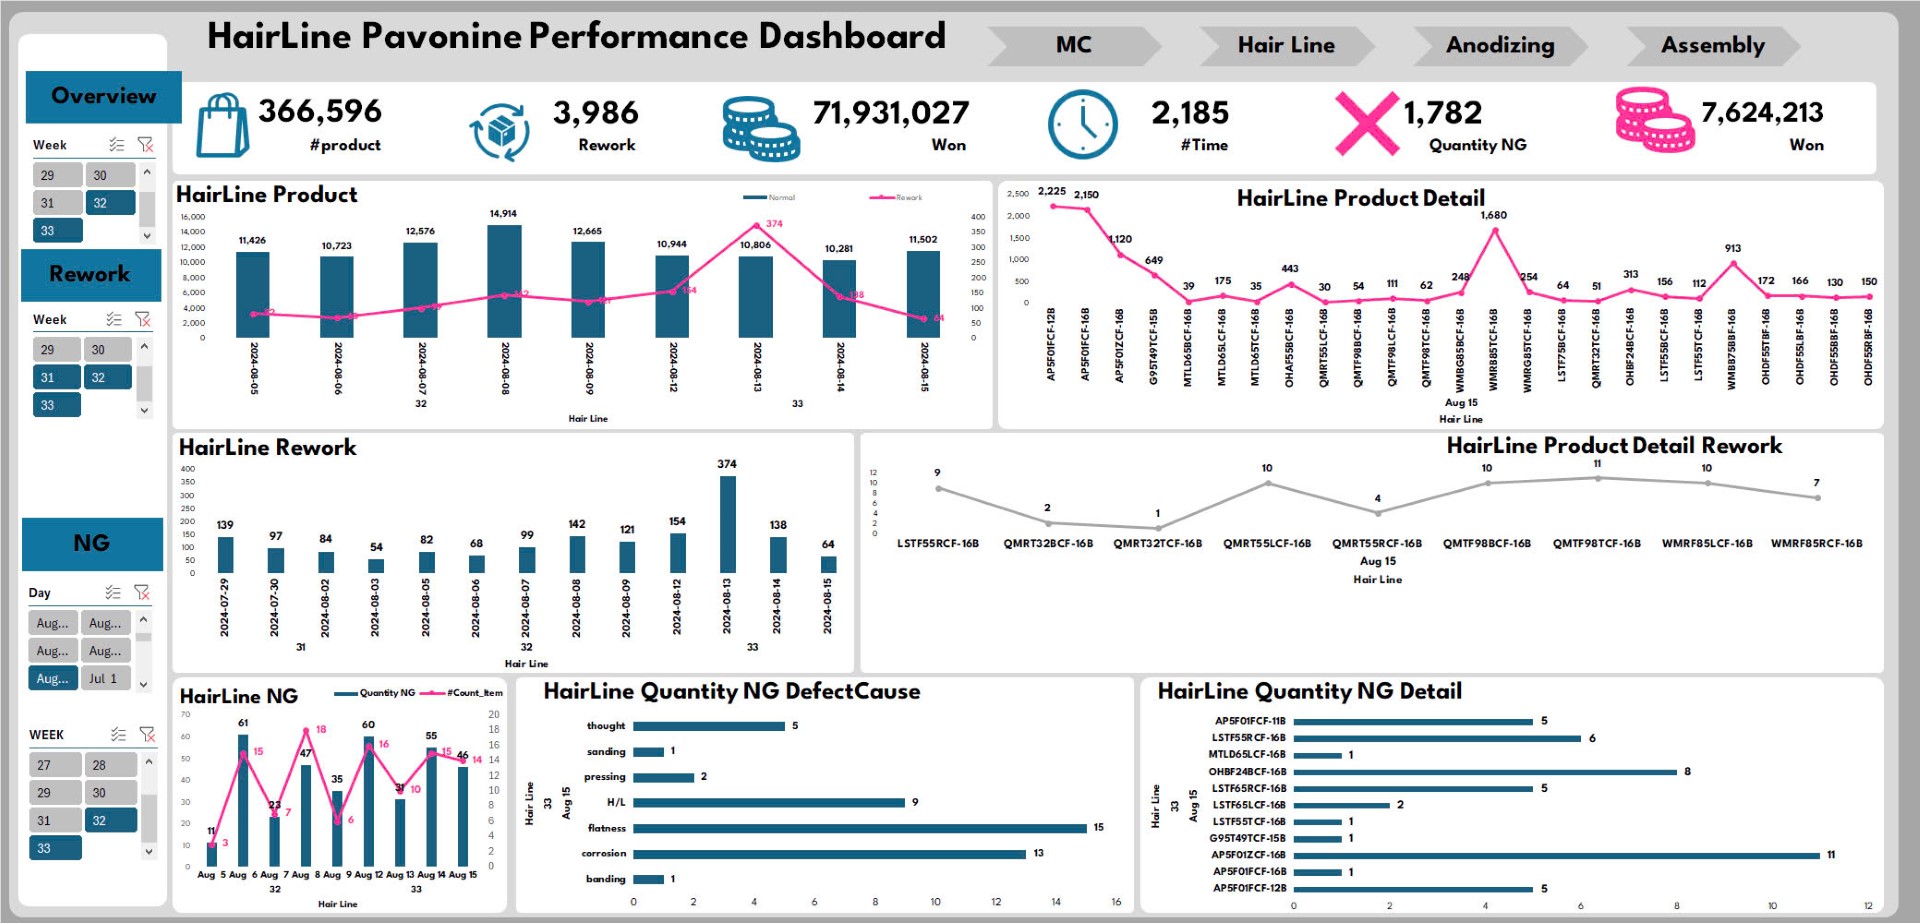 HairLine Pavonine Performance Dashboard
MC
Hair Line
Anodizing
Assembly
Overview
366,596
#product
3,986
Rework
71,931,027
Won
2,185
#Time
1,782
Quantity NG
7,624,213
Won
Week
29 30
31 32
33
Rework
Week
29 30
31 32
33
NG
Day
Aug... Aug...
Aug... Aug...
Aug... Jul 1
WEEK
27 28
29 30
31 32
33
HairLine Product
Normal Rework
16,000
14,000
12,000
10,000
8,000
6,000
4,000
2,000
0
11,426 10,723 12,576 14,914 12,665 10,944 10,806 10,281 11,502
154 374 138 64
400
350
300
250
200
150
100
50
0
2024-08-05 2024-08-06 2024-08-07 2024-08-08 2024-08-09 2024-08-12 2024-08-13 2024-08-14 2024-08-15
32 33
Hair Line
HairLine Product Detail
2,500
2,000
1,500
1,000
500
0
2,225 2,150 1,120 649 39 175 35 443 30 54 111 62 248 1,680 254 64 51 313 156 112 913 172 166 130 150
AP5F01FCF-12B AP5F01FCF-16B AP5F01ZCF-16B G95T49TCF-15B MTLD65BCF-16B MTLD65LCF-16B MTLD65TCF-16B OHAF55BCF-16B QMRT55LCF-16B QMTF98BCF-16B QMTF98LCF-16B QMTF98TCF-16B WMBG85BCF-16B WMRB85TCF-16B WMRG85TCF-16B LSTF75BCF-16B QMRT32TCF-16B OHBF24BCF-16B LSTF55BCF-16B LSTF55TCF-16B WMBB75BBF-16B OHDF55TBF-16B OHDF55LBF-16B OHDF55BBF-16B OHDF55RBF-16B
Aug 15
Hair Line
HairLine Rework
400
350
300
250
200
150
100
50
0
139 97 84 54 82 68 99 142 121 154 374 138 64
2024-07-29 2024-07-30 2024-08-02 2024-08-03 2024-08-05 2024-08-06 2024-08-07 2024-08-08 2024-08-09 2024-08-12 2024-08-13 2024-08-14 2024-08-15
31 32 33
Hair Line
HairLine Product Detail Rework
12
10
8
6
4
2
0
9 2 1 10 4 10 11 10 7
LSTF55RCF-16B QMRT32BCF-16B QMRT32TCF-16B QMRT55LCF-16B QMRT55RCF-16B QMTF98BCF-16B QMTF98TCF-16B WMRF85LCF-16B WMRF85RCF-16B
Aug 15
Hair Line
HairLine NG
Quantity NG #Count_Item
70
60
50
40
30
20
10
0
11 61 23 47 35 60 31 55 46
3 15 7 18 6 16 10 15 14
20
18
16
14
12
10
8
6
4
2
0
Aug 5 Aug 6 Aug 7 Aug 8 Aug 9 Aug 12 Aug 13 Aug 14 Aug 15
32 33
Hair Line
HairLine Quantity NG DefectCause
Hair Line
33
Aug 15
thought 5
sanding 1
pressing 2
H/L 9
flatness 15
corrosion 13
banding 1
0 2 4 6 8 10 12 14 16
HairLine Quantity NG Detail
Hair Line
33
Aug 15
AP5F01FCF-11B 5
LSTF55RCF-16B 6
MTLD65LCF-16B 1
OHBF24BCF-16B 8
LSTF65RCF-16B 5
LSTF65LCF-16B 2
LSTF55TCF-16B 1
G95T49TCF-15B 1
AP5F01ZCF-16B 11
AP5F01FCF-16B 1
AP5F01FCF-12B 5
0 2 4 6 8 10 12